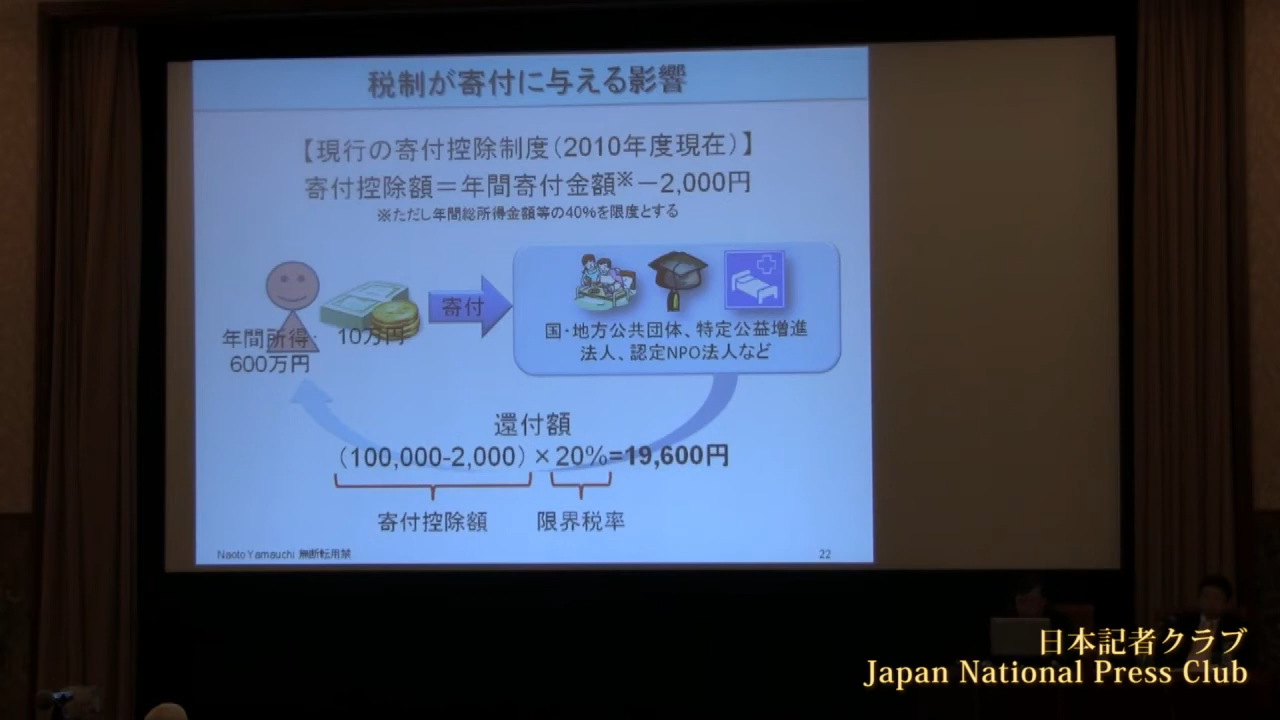 税制が寄付に与える影響
【現行の寄付控除制度（2010年度現在）】
寄付控除額＝年間寄付金額※－2,000円
※ただし年間総所得金額等の40%を限度とする
年間所得:
600万円
10万円
寄付
国・地方公共団体、特定公益増進
法人、認定NPO法人など
還付額
(100,000-2,000) × 20%=19,600円
寄付控除額
限界税率
Naoto Yamauchi 無断転用禁
22
日本記者クラブ
Japan National Press Club